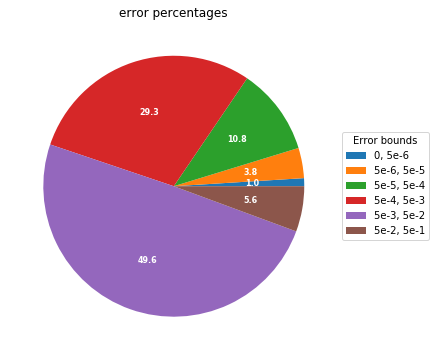 error percentages
29.3
10.8
3.8
1.0
5.6
49.6
Error bounds
0, 5e-6
5e-6, 5e-5
5e-5, 5e-4
5e-4, 5e-3
5e-3, 5e-2
5e-2, 5e-1